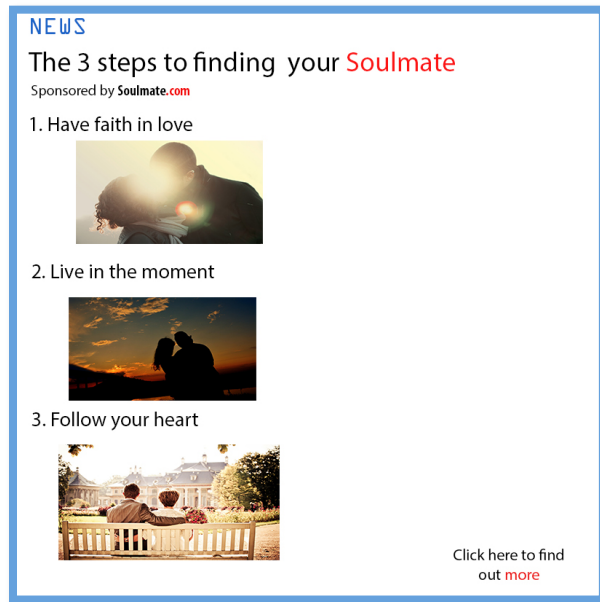 NEWS
The 3 steps to finding your Soulmate
Sponsored by Soulmate.com
1. Have faith in love
2. Live in the moment
3. Follow your heart
Click here to find
out more